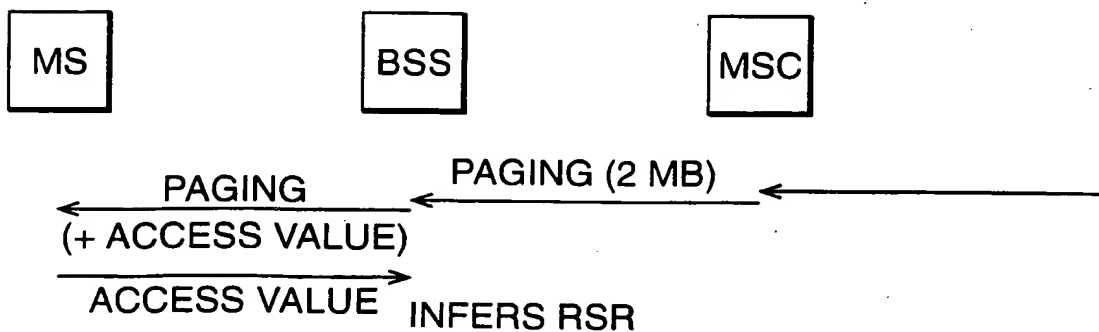 MS
BSS
MSC
PAGING
PAGING (2 MB)
(+ ACCESS VALUE)
ACCESS VALUE
INFERS RSR